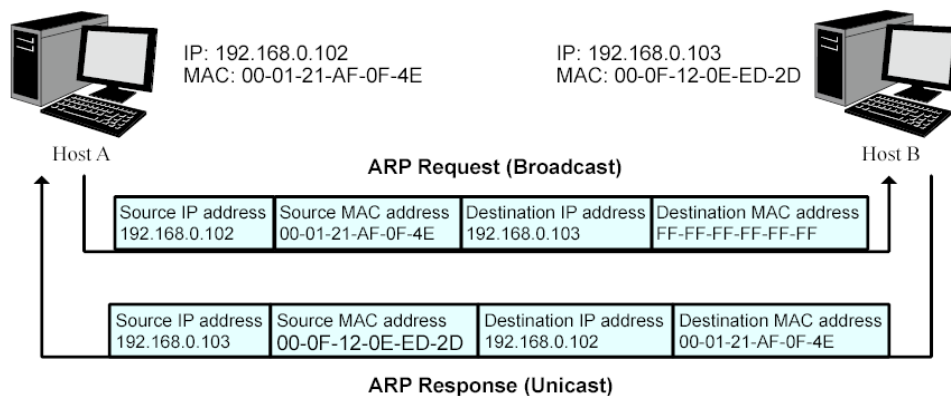 IP: 192.168.0.102
MAC: 00-01-21-AF-0F-4E
IP: 192.168.0.103
MAC: 00-0F-12-0E-ED-2D
Host A
Host B
ARP Request (Broadcast)
Source IP address
192.168.0.102
Source MAC address
00-01-21-AF-0F-4E
Destination IP address
192.168.0.103
Destination MAC address
FF-FF-FF-FF-FF-FF
Source IP address
192.168.0.103
Source MAC address
00-0F-12-0E-ED-2D
Destination IP address
192.168.0.102
Destination MAC address
00-01-21-AF-0F-4E
ARP Response (Unicast)